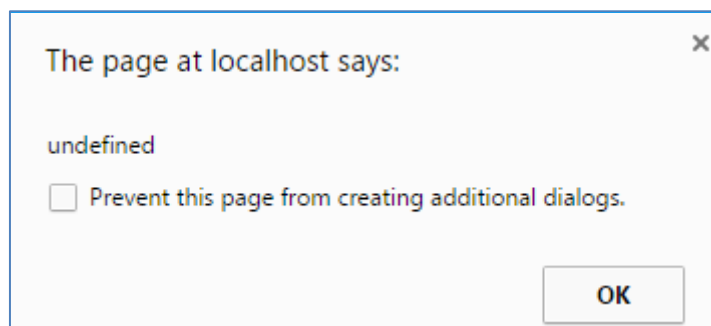 The page at localhost says:
undefined
Prevent this page from creating additional dialogs.
OK